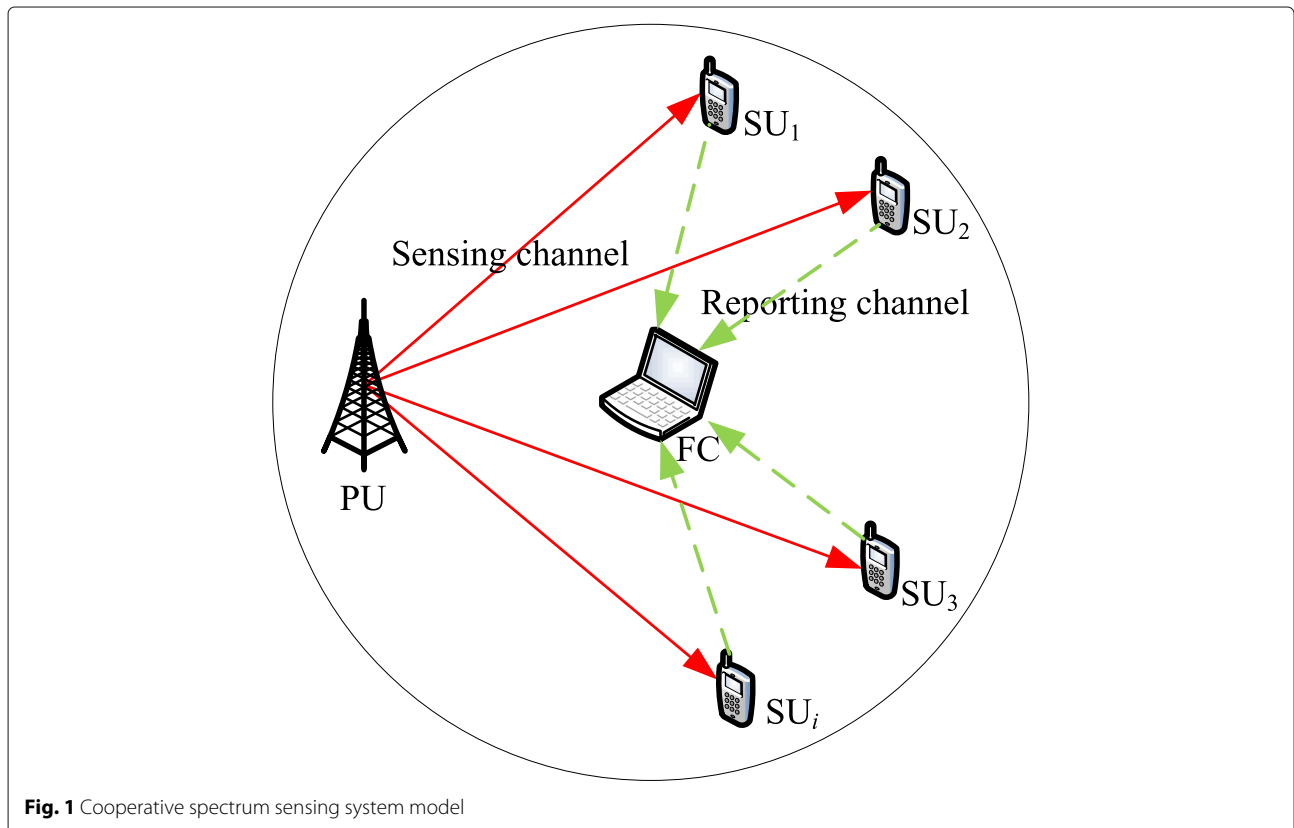 SU₁
SU₂
Sensing channel
Reporting channel
FC
PU
SU₃
SUᵢ
Fig. 1 Cooperative spectrum sensing system model